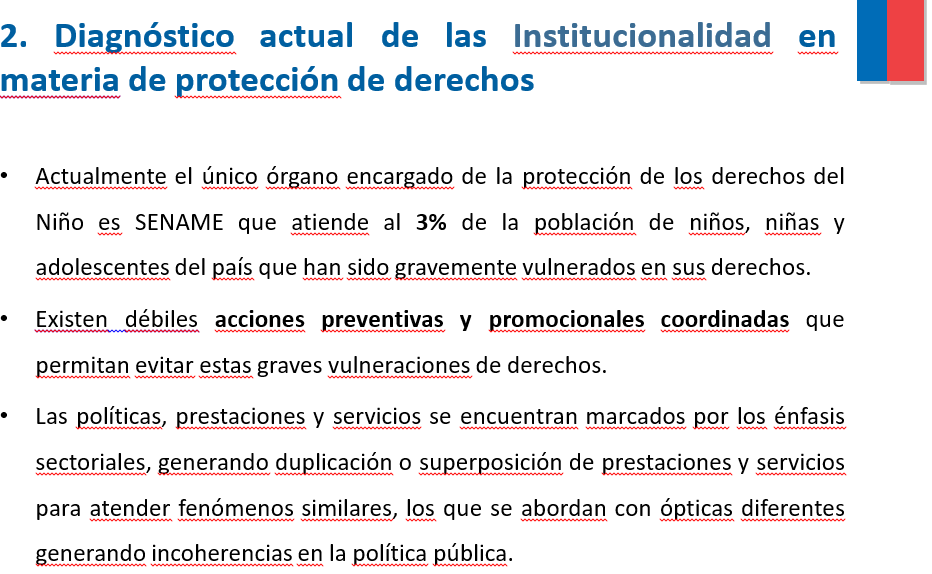 2. Diagnóstico actual de las Institucionalidad en
materia de protección de derechos
• Actualmente el único órgano encargado de la protección de los derechos del
Niño es SENAME que atiende al 3% de la población de niños, niñas y
adolescentes del país que han sido gravemente vulnerados en sus derechos.
• Existen débiles acciones preventivas y promocionales coordinadas que
permitan evitar estas graves vulneraciones de derechos.
• Las políticas, prestaciones y servicios se encuentran marcados por los énfasis
sectoriales, generando duplicación o superposición de prestaciones y servicios
para atender fenómenos similares, los que se abordan con ópticas diferentes
generando incoherencias en la política pública.